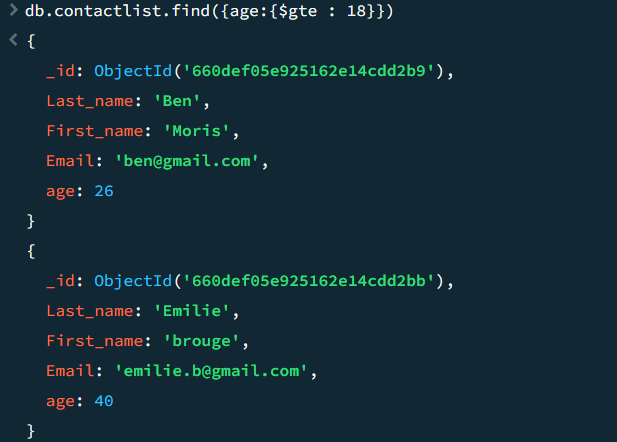 > db.contactlist.find({age:{$gte : 18}})
< {
_id: ObjectId('660def05e925162e14cdd2b9'),
Last_name: 'Ben',
First_name: 'Moris',
Email: 'ben@gmail.com',
age: 26
}
{
_id: ObjectId('660def05e925162e14cdd2bb'),
Last_name: 'Emilie',
First_name: 'brouge',
Email: 'emilie.b@gmail.com',
age: 40
}